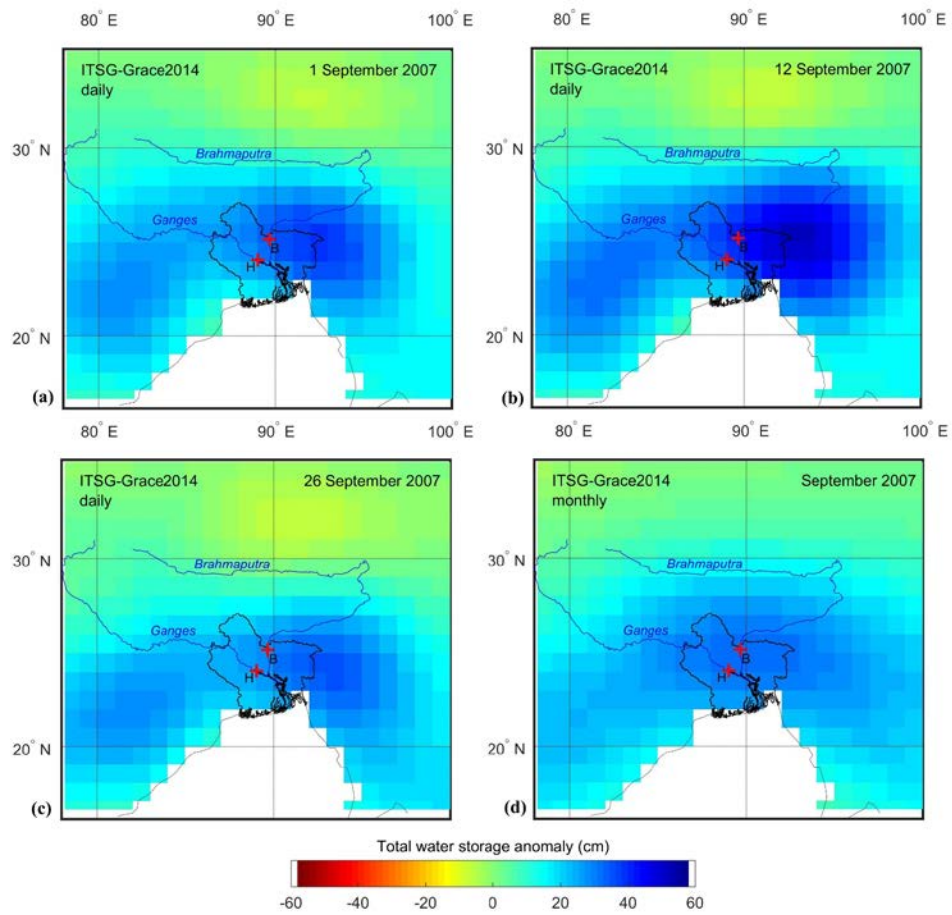 80° E 90° E 100° E
80° E 90° E 100° E
ITSG-Grace2014 1 September 2007
daily
30° N
Brahmaputra
Ganges
B
H
20° N
(a)
ITSG-Grace2014 12 September 2007
daily
30° N
Brahmaputra
Ganges
B
H
20° N
(b)
80° E 90° E 100° E
80° E 90° E 100° E
ITSG-Grace2014 26 September 2007
daily
30° N
Brahmaputra
Ganges
B
H
20° N
(c)
ITSG-Grace2014 September 2007
monthly
30° N
Brahmaputra
Ganges
B
H
20° N
(d)
Total water storage anomaly (cm)
-60 -40 -20 0 20 40 60